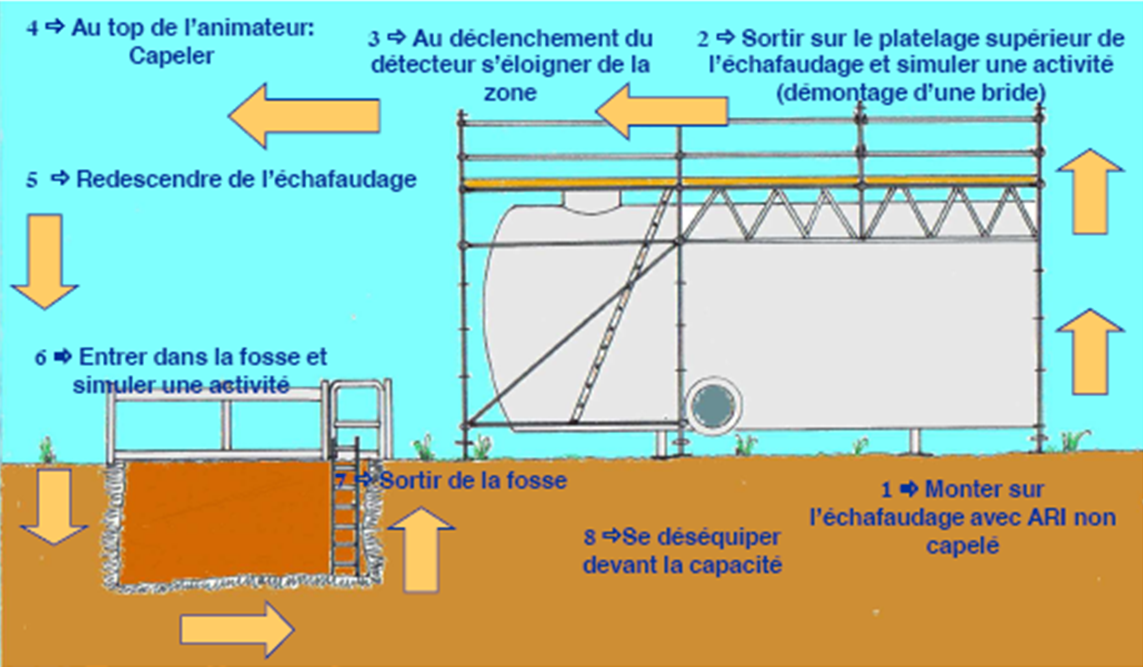 4 ⇨ Au top de l'animateur:
Capeler
3 ⇨ Au déclenchement du
détecteur s'éloigner de la
zone
2 ⇨ Sortir sur le platelage supérieur de
l'échafaudage et simuler une activité
(démontage d'une bride)
5 ⇨ Redescendre de l'échafaudage
6 ⇨ Entrer dans la fosse et
simuler une activité
7 ⇨ Sortir de la fosse
8 ⇨Se déséquiper
devant la capacité
1 ⇨ Monter sur
l'échafaudage avec ARI non
capelé